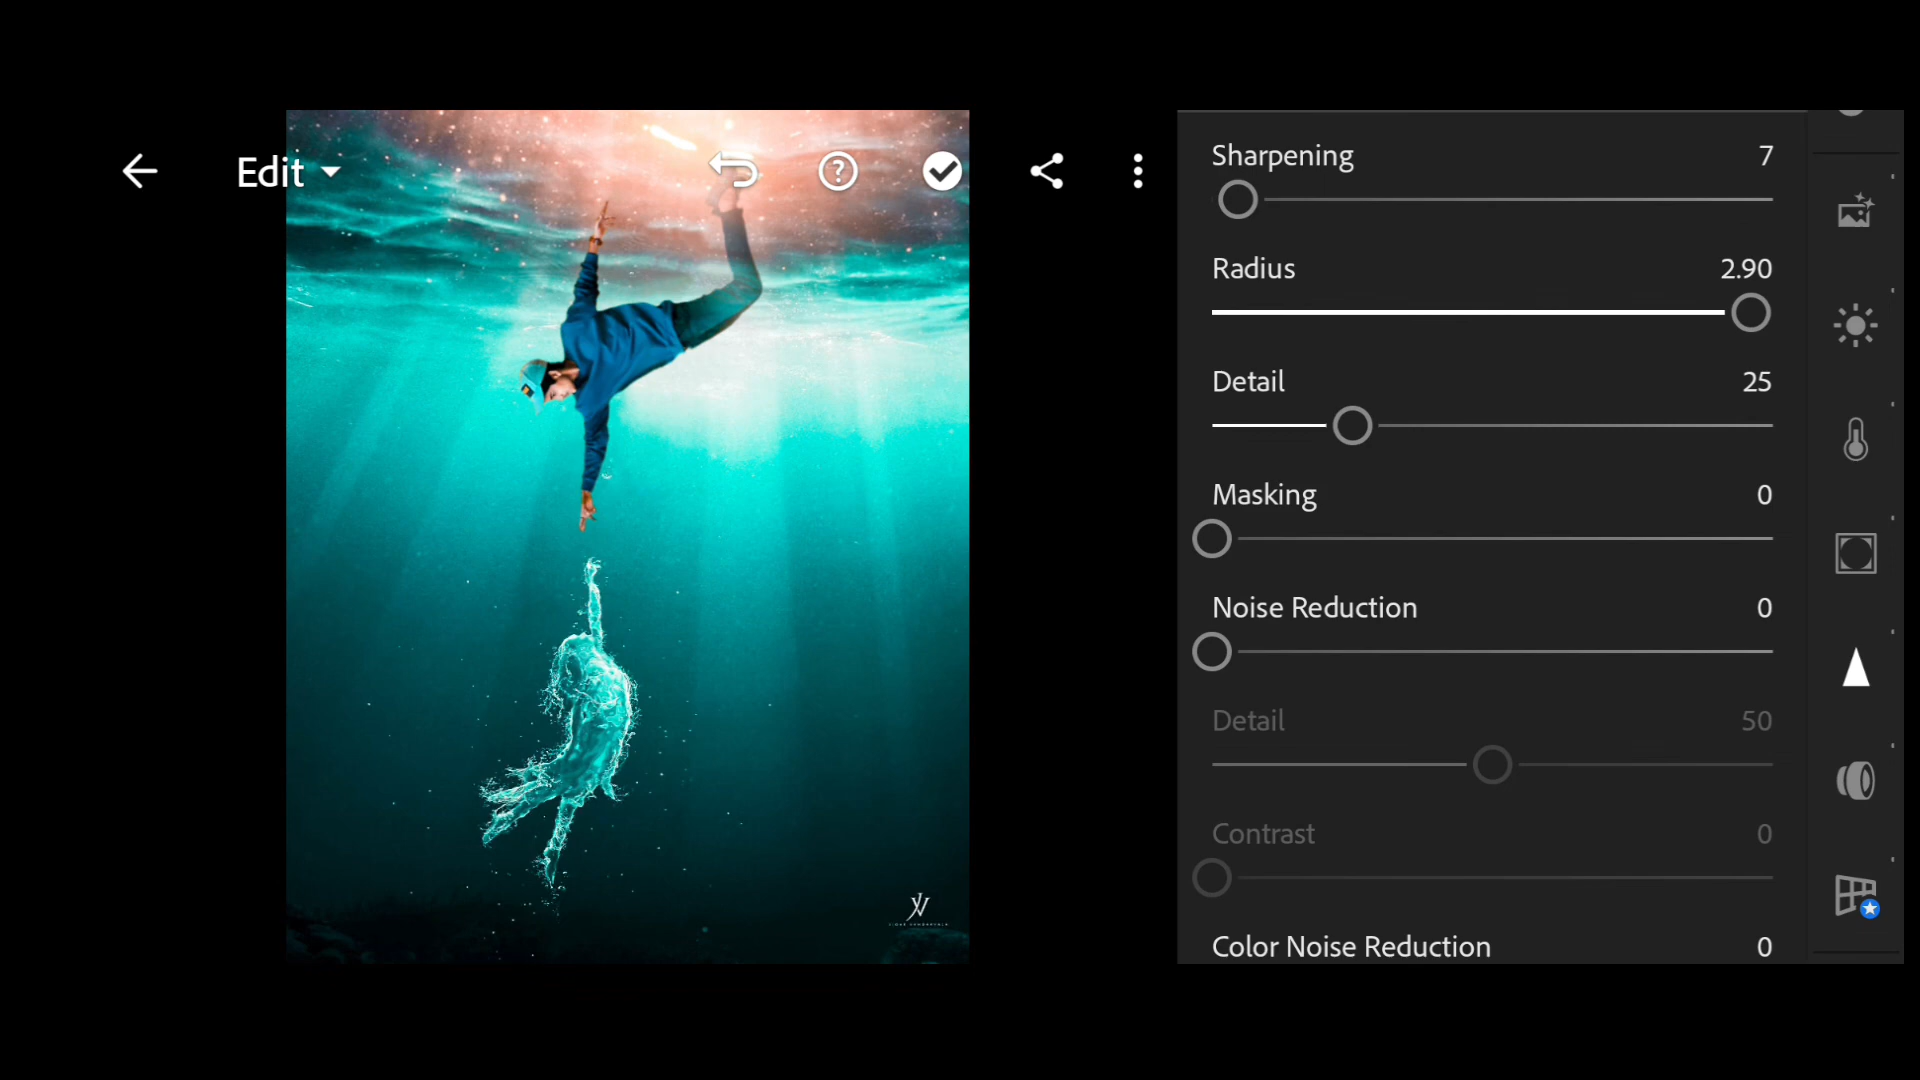 Edit
Sharpening 7
Radius 2.90
Detail 25
Masking 0
Noise Reduction 0
Detail 50
Contrast 0
Color Noise Reduction 0